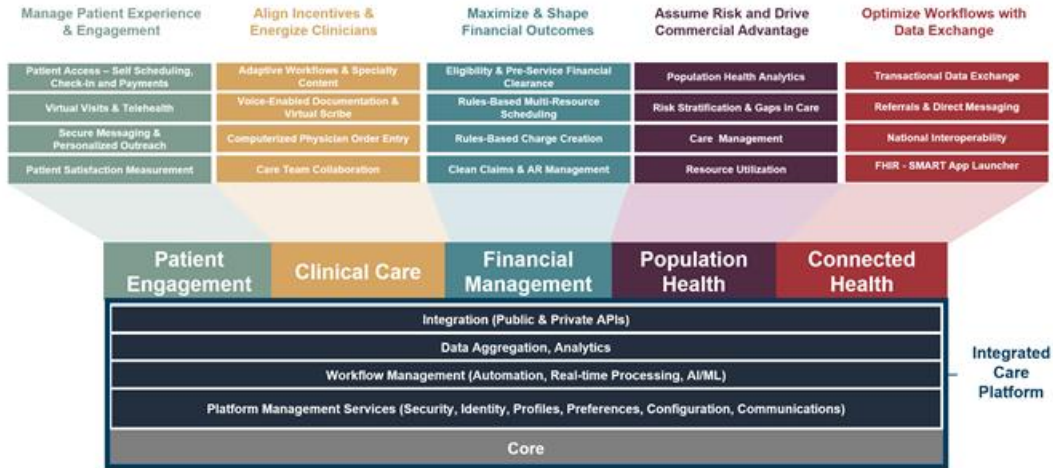 Manage Patient Experience
& Engagement
Align Incentives &
Energize Clinicians
Maximize & Shape
Financial Outcomes
Assume Risk and Drive
Commercial Advantage
Optimize Workflows with
Data Exchange
Patient Access – Self Scheduling,
Check-In and Payments
Virtual Visits & Telehealth
Secure Messaging &
Personalized Outreach
Patient Satisfaction Measurement
Adaptive Workflows & Specialty
Content
Voice-Enabled Documentation &
Virtual Scribe
Computerized Physician Order Entry
Care Team Collaboration
Eligibility & Pre-Service Financial
Clearance
Rules-Based Multi-Resource
Scheduling
Rules-Based Charge Creation
Clean Claims & AR Management
Population Health Analytics
Risk Stratification & Gaps in Care
Care Management
Resource Utilization
Transactional Data Exchange
Referrals & Direct Messaging
National Interoperability
FHIR - SMART App Launcher
Patient
Engagement
Clinical Care
Financial
Management
Population
Health
Connected
Health
Integration (Public & Private APIs)
Data Aggregation, Analytics
Workflow Management (Automation, Real-time Processing, AI/ML)
Platform Management Services (Security, Identity, Profiles, Preferences, Configuration, Communications)
Core
Integrated
Care
Platform